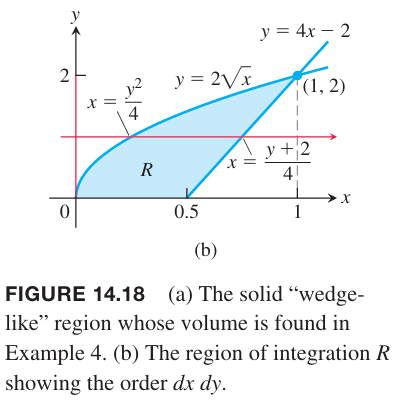 y
y = 4x − 2
2
y = 2√x
(1, 2)
x = y²/4
R
x = (y + 2)/4
0
0.5
1
x
(b)
FIGURE 14.18 (a) The solid “wedge-
like” region whose volume is found in
Example 4. (b) The region of integration R
showing the order dx dy.